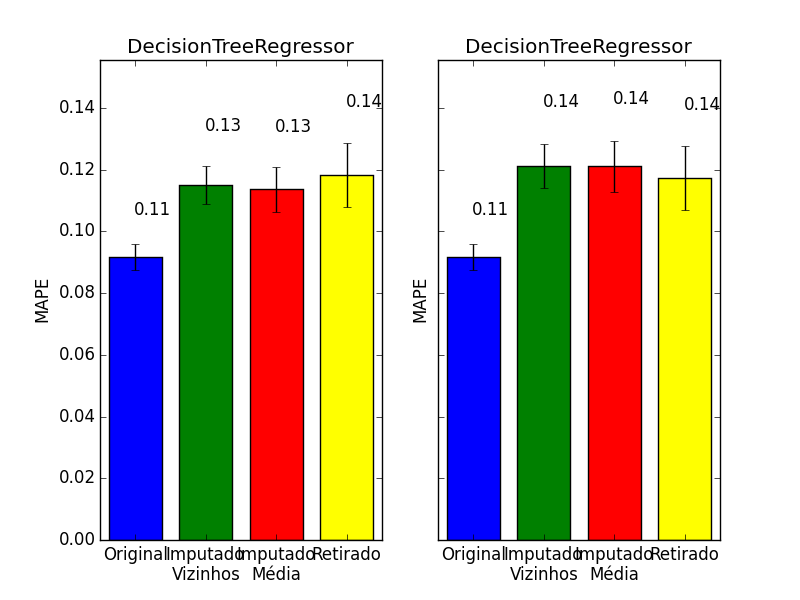 DecisionTreeRegressor
0.14
0.12
0.10
0.08
0.06
0.04
0.02
0.00
MAPE
0.11
0.13
0.13
0.14
Original
Imputado
Vizinhos
Imputado
Média
Retirado
DecisionTreeRegressor
MAPE
0.11
0.14
0.14
0.14
Original
Imputado
Vizinhos
Imputado
Média
Retirado